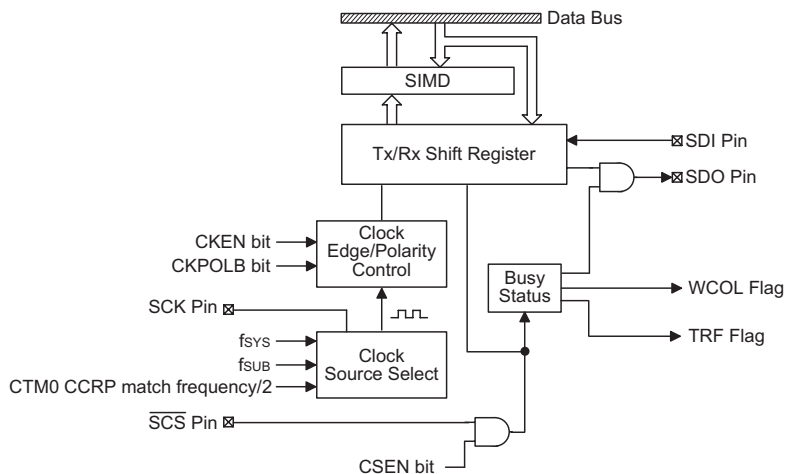 Data Bus
SIMD
Tx/Rx Shift Register
SDI Pin
SDO Pin
CKEN bit
CKPOLB bit
Clock
Edge/Polarity
Control
Busy
Status
WCOL Flag
TRF Flag
SCK Pin
fSYS
fSUB
CTM0 CCRP match frequency/2
Clock
Source Select
SCS Pin
CSEN bit